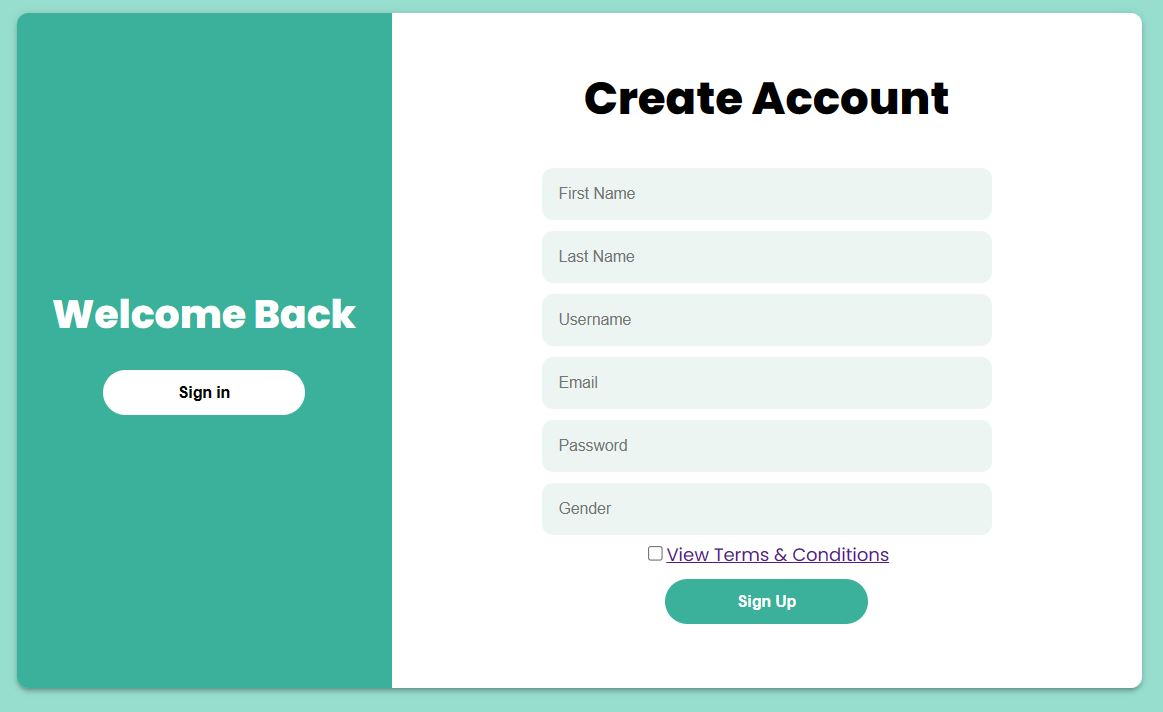 Welcome Back
Sign in
Create Account
First Name
Last Name
Username
Email
Password
Gender
View Terms & Conditions
Sign Up